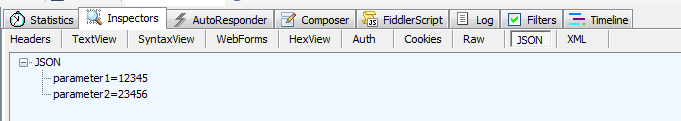 Statistics Inspectors AutoResponder Composer FiddlerScript Log Filters Timeline
Headers TextView SyntaxView WebForms HexView Auth Cookies Raw JSON XML
JSON
parameter1=12345
parameter2=23456